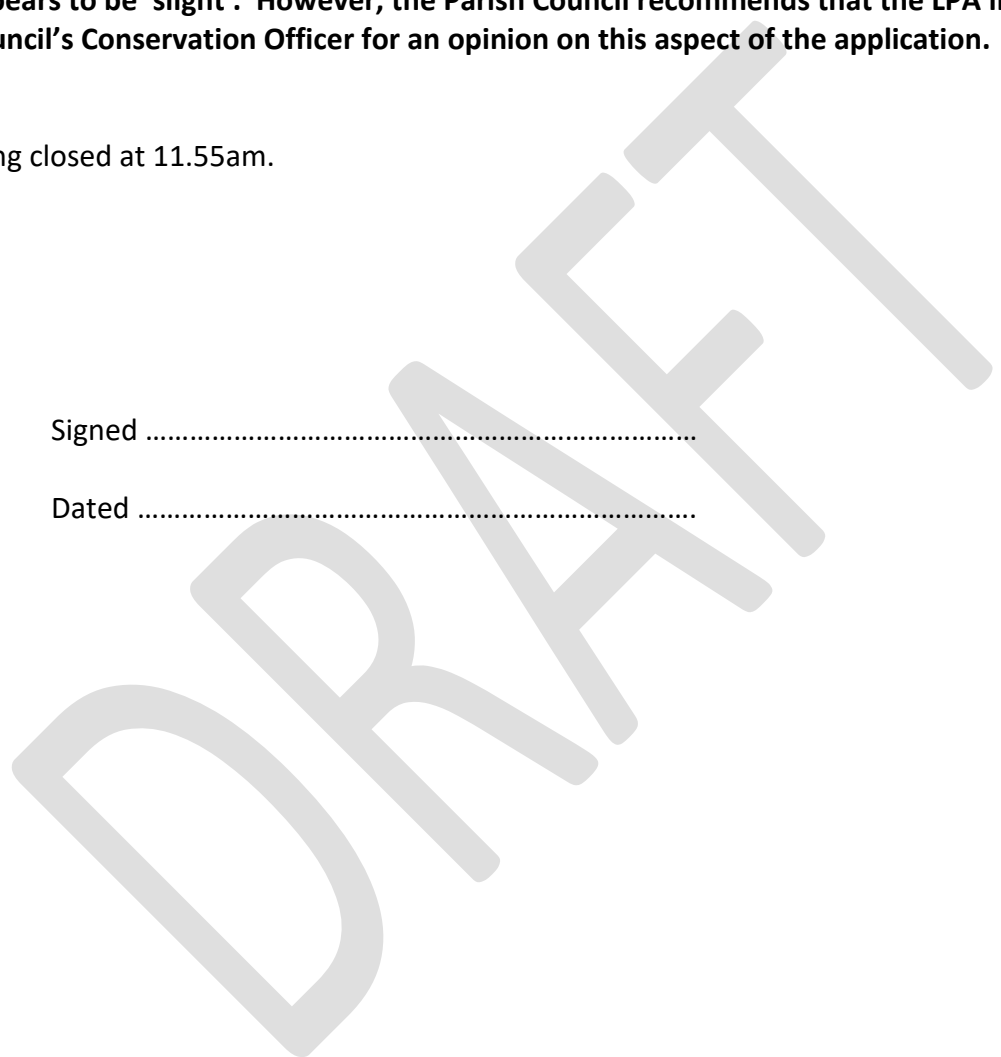 pears to be 'slight'. However, the Parish Council recommends that the LPA
uncil's Conservation Officer for an opinion on this aspect of the application.
ng closed at 11.55am.
Signed ………………………………………………………………
Dated ……………………………………………………………….
DRAFT